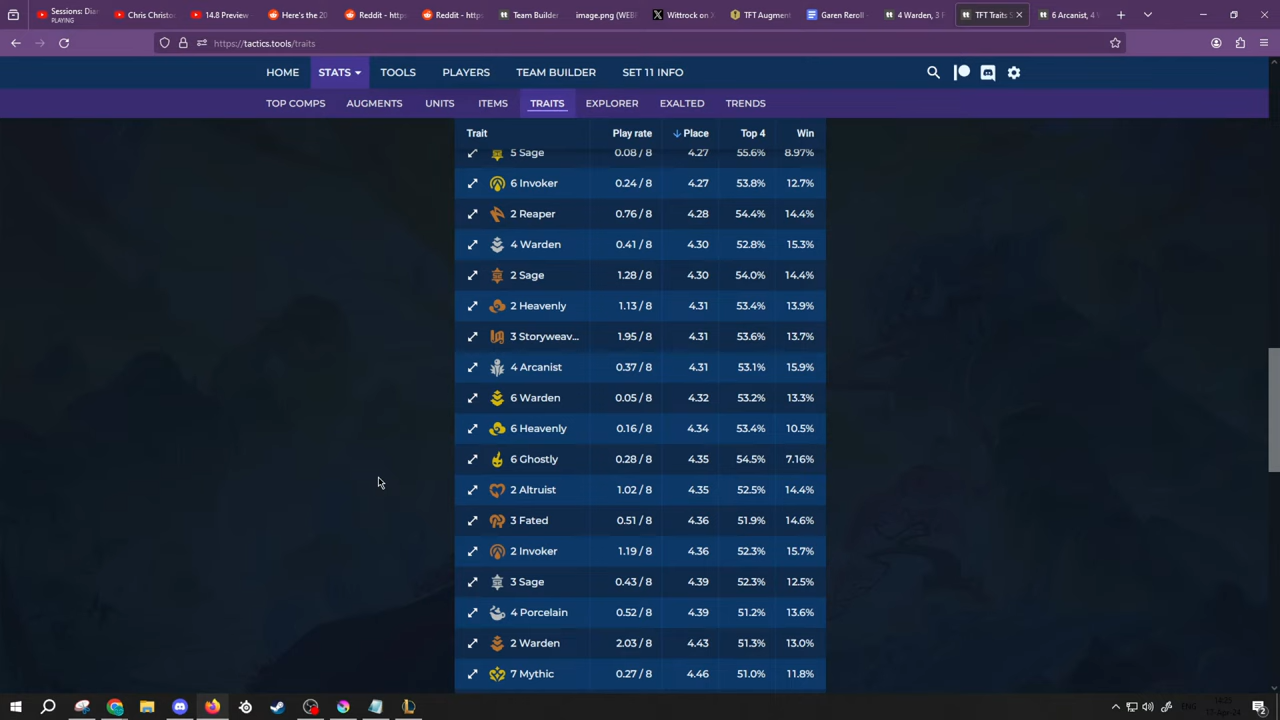 Sessions: Dia
PLAYING
Chris Christ
14.8 Preview
Here's the 20
Reddit - http
Reddit - http
Team Builder
image.png (WEB
Wittrock on X
TFT Augment
Garen Reroll
4 Warden, 3 F
TFT Traits S
6 Arcanist, 4 V
https://tactics.tools/traits
HOME STATS TOOLS PLAYERS TEAM BUILDER SET 11 INFO
TOP COMPS AUGMENTS UNITS ITEMS TRAITS EXPLORER EXALTED TRENDS
Trait Play rate Place Top 4 Win
5 Sage 0.08 / 8 4.27 55.6% 8.97%
6 Invoker 0.24 / 8 4.27 53.8% 12.7%
2 Reaper 0.76 / 8 4.28 54.4% 14.4%
4 Warden 0.41 / 8 4.30 52.8% 15.3%
2 Sage 1.28 / 8 4.30 54.0% 14.4%
2 Heavenly 1.13 / 8 4.31 53.4% 13.9%
3 Storyweav... 1.95 / 8 4.31 53.6% 13.7%
4 Arcanist 0.37 / 8 4.31 53.1% 15.9%
6 Warden 0.05 / 8 4.32 53.2% 13.3%
6 Heavenly 0.16 / 8 4.34 53.4% 10.5%
6 Ghostly 0.28 / 8 4.35 54.5% 7.16%
2 Altruist 1.02 / 8 4.35 52.5% 14.4%
3 Fated 0.51 / 8 4.36 51.9% 14.6%
2 Invoker 1.19 / 8 4.36 52.3% 15.7%
3 Sage 0.43 / 8 4.39 52.3% 12.5%
4 Porcelain 0.52 / 8 4.39 51.2% 13.6%
2 Warden 2.03 / 8 4.43 51.3% 13.0%
7 Mythic 0.27 / 8 4.46 51.0% 11.8%
ENG
2